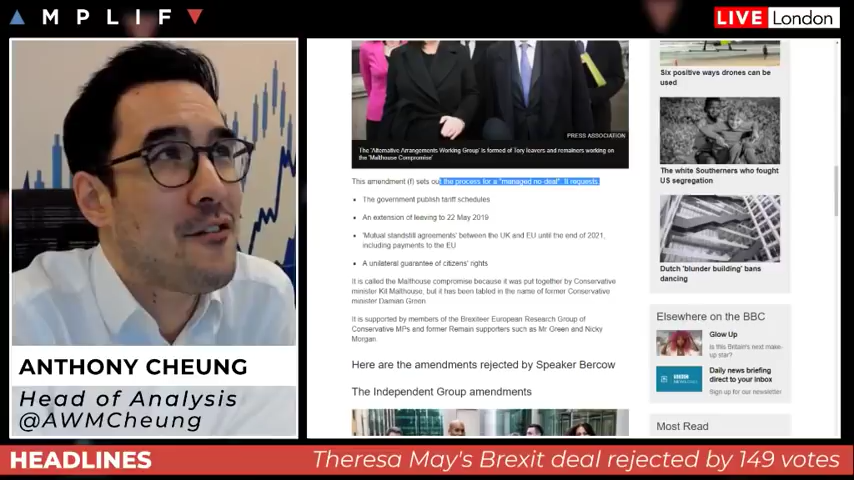 ▲ M P L I F ▼
LIVE London
PRESS ASSOCIATION
The 'Alternative Arrangements Working Group' is formed of Tory leavers and remainers working on
the 'Malthouse Compromise'
This amendment (f) sets out the process for a "managed no-deal". It requests:
The government publish tariff schedules
An extension of leaving to 22 May 2019
'Mutual standstill agreements' between the UK and EU until the end of 2021,
including payments to the EU
A unilateral guarantee of citizens' rights
It is called the Malthouse compromise because it was put together by Conservative
minister Kit Malthouse, but it has been tabled in the name of former Conservative
minister Damian Green.
It is supported by members of the Brexiteer European Research Group of
Conservative MPs and former Remain supporters such as Mr Green and Nicky
Morgan.
Here are the amendments rejected by Speaker Bercow
The Independent Group amendments
Six positive ways drones can be
used
The white Southerners who fought
US segregation
Dutch 'blunder building' bans
dancing
Elsewhere on the BBC
Glow Up
Is this Britain's next make-
up star?
Daily news briefing
direct to your inbox
Sign up for our newsletter
Most Read
ANTHONY CHEUNG
Head of Analysis
@AWMCheung
HEADLINES
Theresa May's Brexit deal rejected by 149 votes